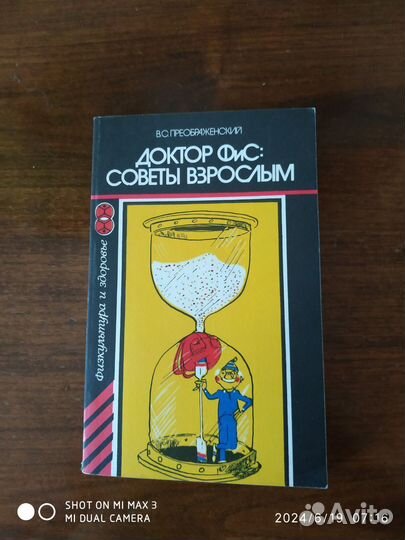 В.С. ПРЕОБРАЖЕНСКИЙ
ДОКТОР ФиС:
СОВЕТЫ ВЗРОСЛЫМ
Физкультура и здоровье
SHOT ON MI MAX 3
MI DUAL CAMERA
2024/6/19 07:16
Avito